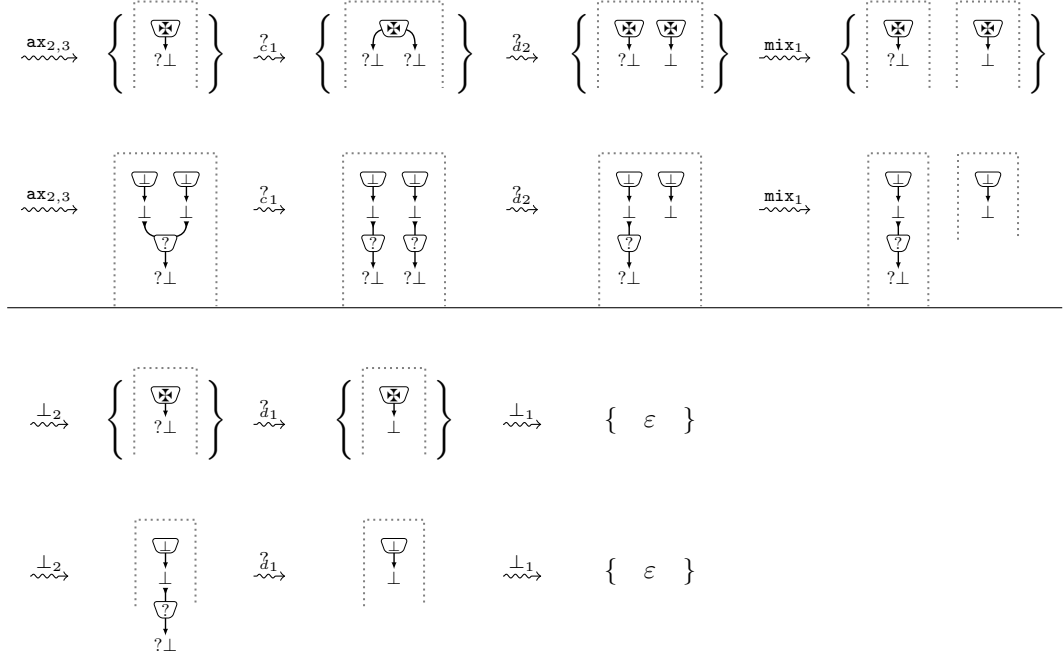 ax₂,₃ { ✠ } ?c₁ { ✠ } ?d₂ { ✠ ✠ } mix₁ { ✠ ✠ }
?⊥ ?⊥ ?⊥ ?⊥ ⊥ ?⊥ ⊥
⊥ ⊥ ⊥ ⊥ ⊥ ⊥ ⊥ ⊥
ax₂,₃ ⊥ ⊥ ?c₁ ⊥ ⊥ ?d₂ ⊥ ⊥ mix₁ ⊥ ⊥
? ? ? ? ?
?⊥ ?⊥ ?⊥ ?⊥ ?⊥
⊥₂ { ✠ } ?d₁ { ✠ } ⊥₁ { ε }
?⊥ ⊥
⊥ ⊥
⊥₂ ⊥ ?d₁ ⊥ ⊥₁ { ε }
?
?⊥